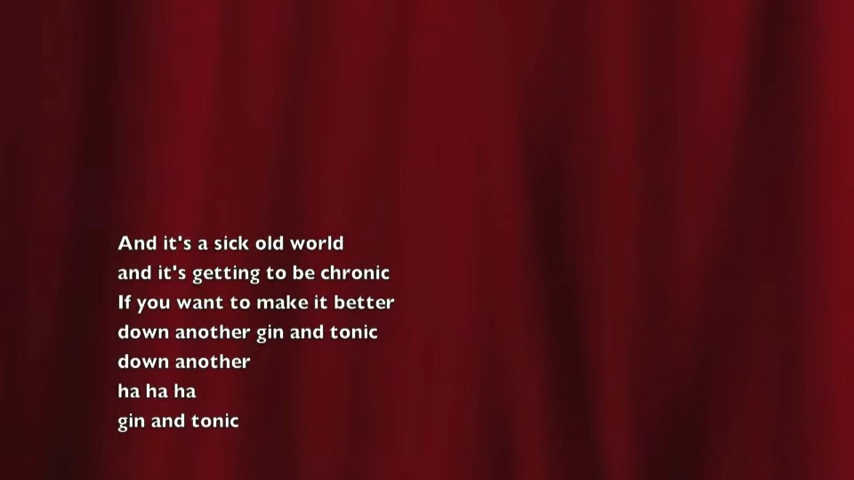 And it's a sick old world
and it's getting to be chronic
If you want to make it better
down another gin and tonic
down another
ha ha ha
gin and tonic